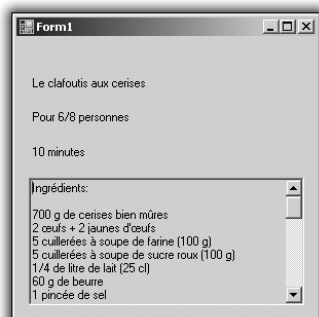 Form1
Le clafoutis aux cerises
Pour 6/8 personnes
10 minutes
Ingrédients:
700 g de cerises bien mûres
2 œufs + 2 jaunes d'œufs
5 cuillerées à soupe de farine (100 g)
5 cuillerées à soupe de sucre roux (100 g)
1/4 de litre de lait (25 cl)
60 g de beurre
1 pincée de sel